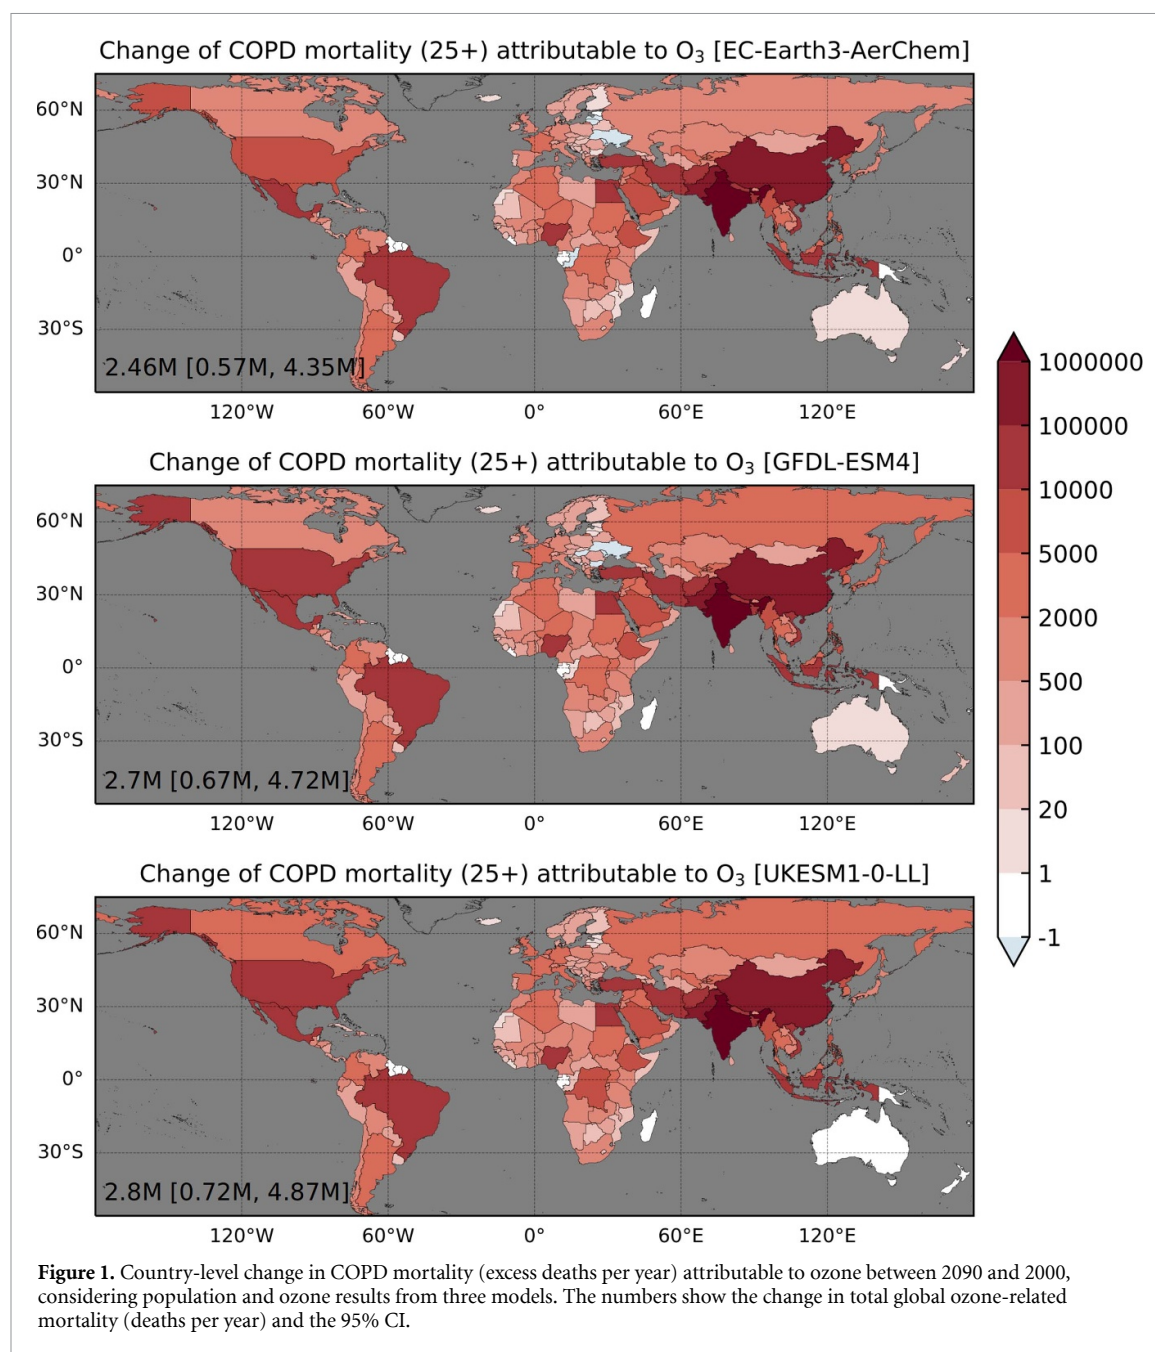 Change of COPD mortality (25+) attributable to O₃ [EC-Earth3-AerChem]
60°N
30°N
0°
30°S
2.46M [0.57M, 4.35M]
120°W 60°W 0° 60°E 120°E
Change of COPD mortality (25+) attributable to O₃ [GFDL-ESM4]
60°N
30°N
0°
30°S
2.7M [0.67M, 4.72M]
120°W 60°W 0° 60°E 120°E
Change of COPD mortality (25+) attributable to O₃ [UKESM1-0-LL]
60°N
30°N
0°
30°S
2.8M [0.72M, 4.87M]
120°W 60°W 0° 60°E 120°E
1000000
100000
10000
5000
2000
500
100
20
1
-1
Figure 1. Country-level change in COPD mortality (excess deaths per year) attributable to ozone between 2090 and 2000,
considering population and ozone results from three models. The numbers show the change in total global ozone-related
mortality (deaths per year) and the 95% CI.